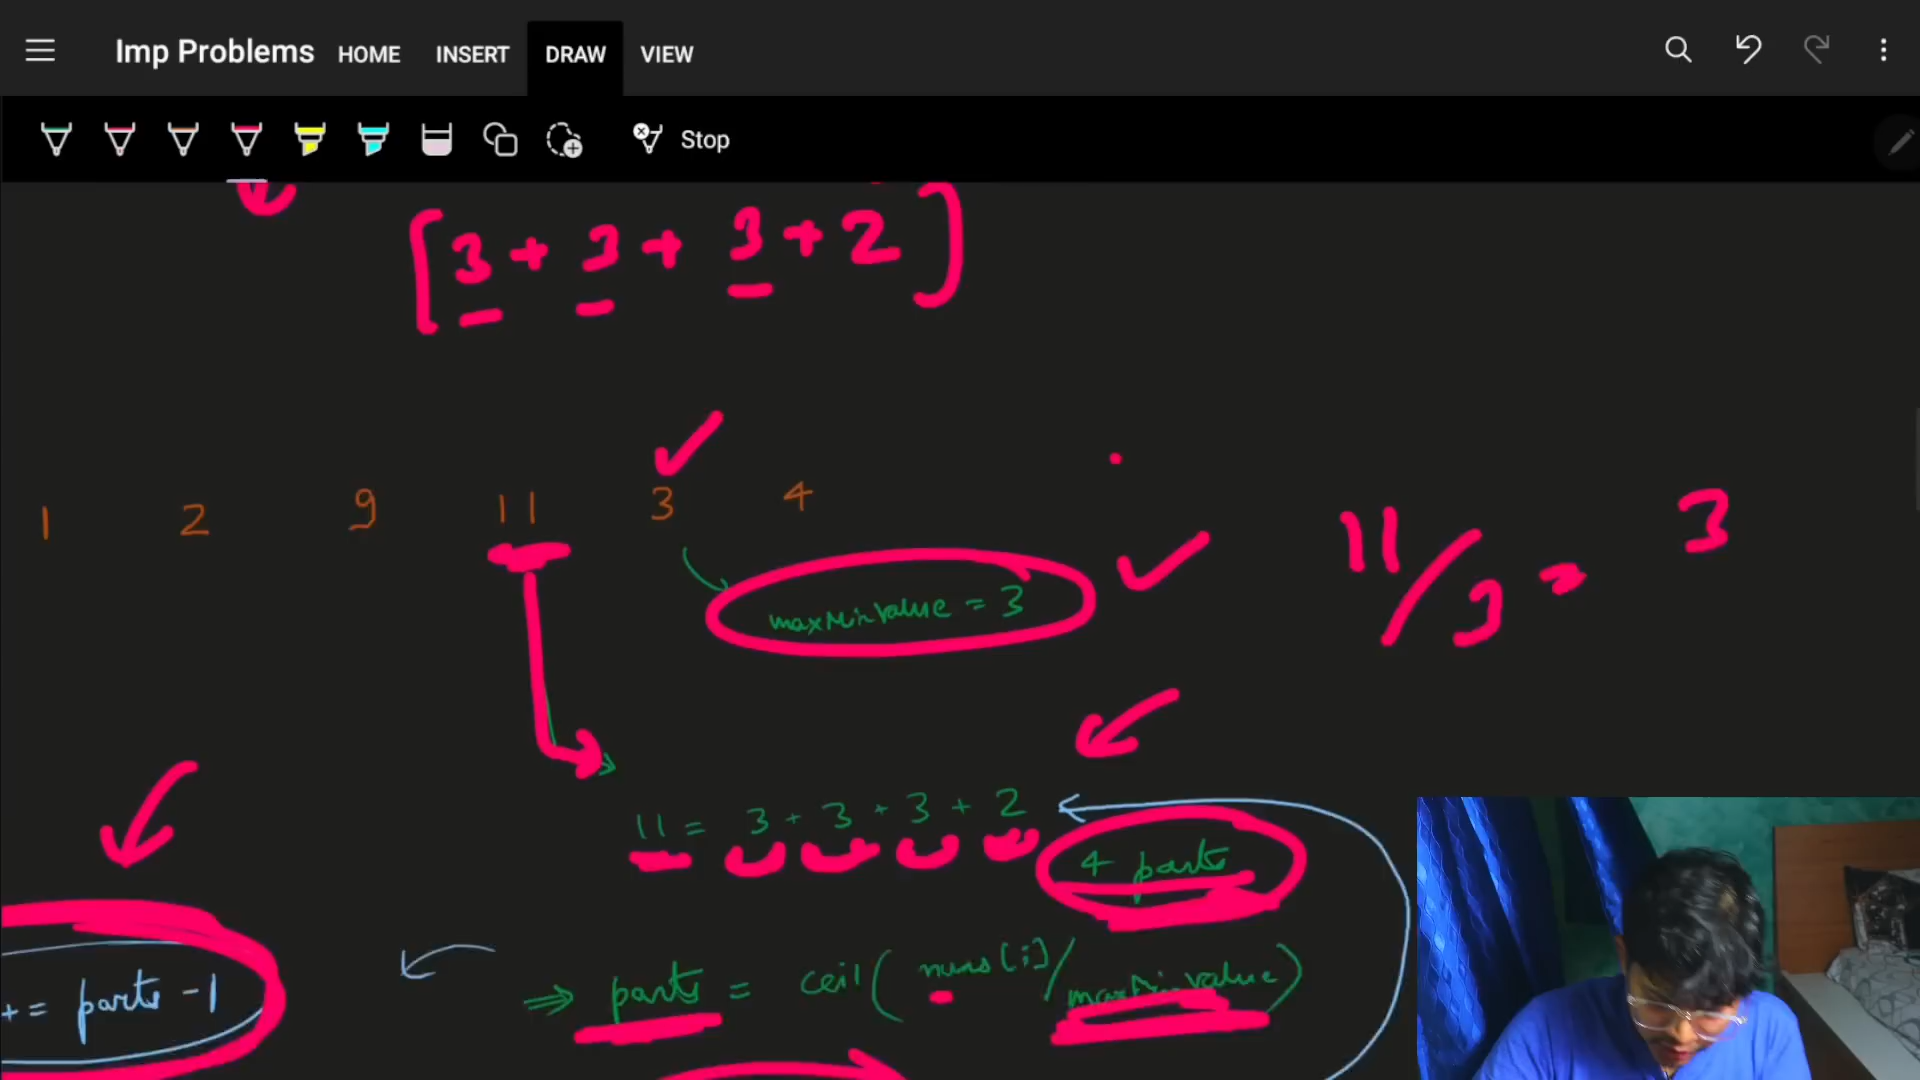 Imp Problems HOME INSERT DRAW VIEW
Stop
[3 + 3 + 3 + 2]
1 2 9 11 3 4
11/3 = 3
maxMinValue = 3
11 = 3 + 3 + 3 + 2
4 parts
+= parts -1
⇒ parts = ceil( nums[i]/maxMinValue)